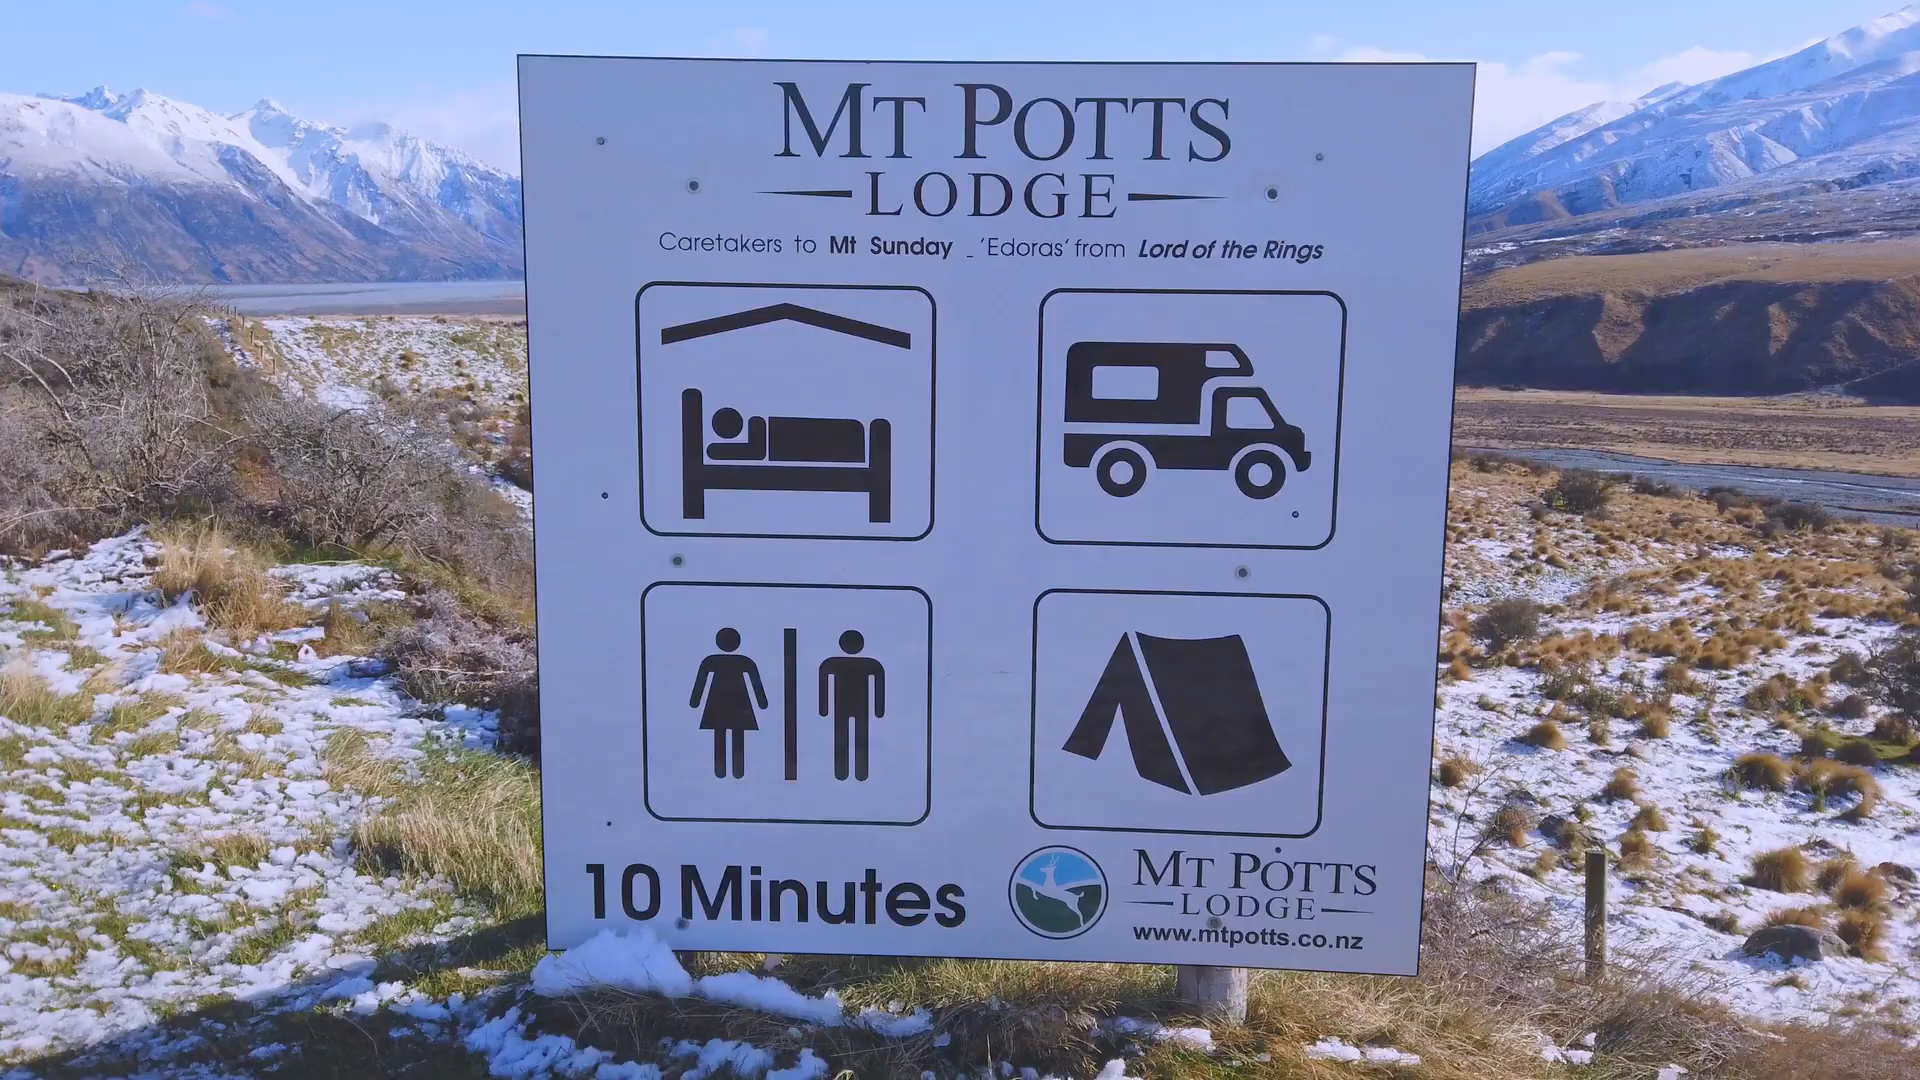 MT POTTS
LODGE
Caretakers to Mt Sunday - 'Edoras' from Lord of the Rings
10 Minutes
MT POTTS
LODGE
www.mtpotts.co.nz